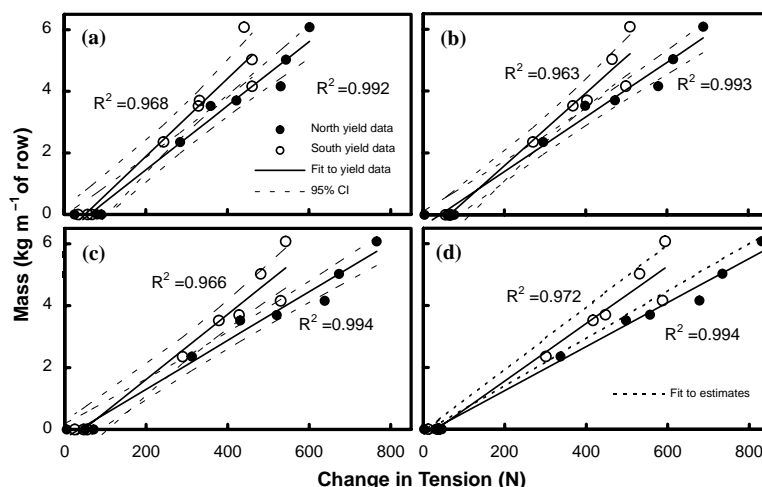 6
4
2
0
(a)
R²=0.968
R²=0.992
North yield data
South yield data
Fit to yield data
95% CI
(b)
R²=0.963
R²=0.993
Mass (kg m⁻¹ of row)
6
4
2
0
(c)
R²=0.966
R²=0.994
(d)
R²=0.972
R²=0.994
Fit to estimates
0 200 400 600 800
0 200 400 600 800
Change in Tension (N)